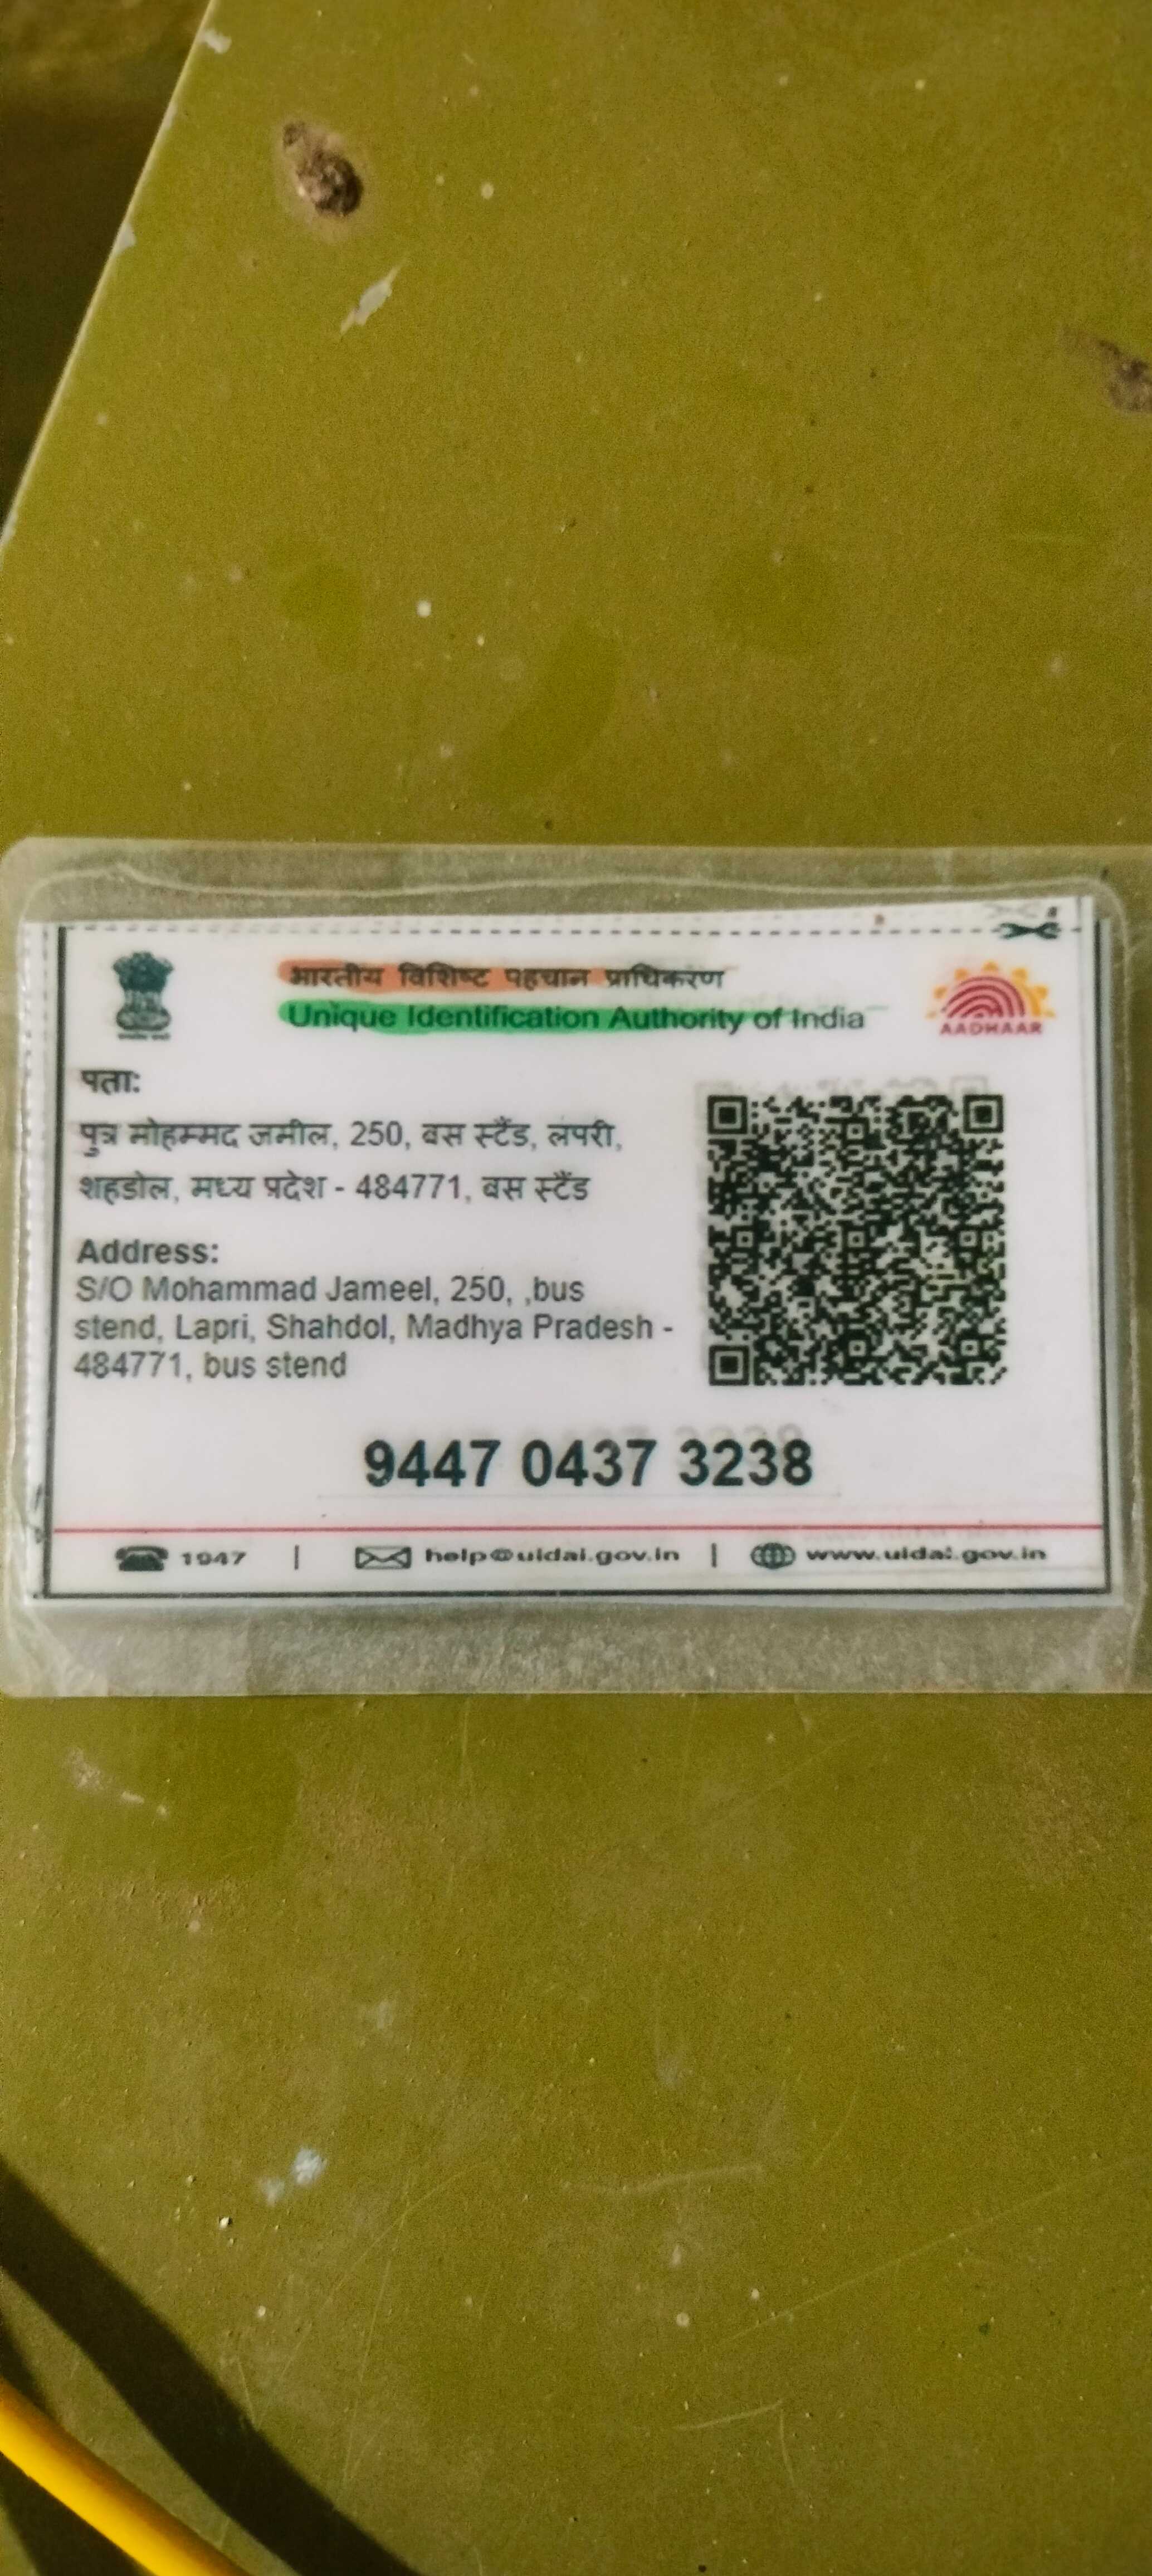 भारतीय विशिष्ट पहचान प्राधिकरण
Unique Identification Authority of India
AADHAAR
पता:
पुत्र मोहम्मद जमील, 250, बस स्टैंड, लपरी,
शहडोल, मध्य प्रदेश - 484771, बस स्टैंड
Address:
S/O Mohammad Jameel, 250, ,bus
stend, Lapri, Shahdol, Madhya Pradesh -
484771, bus stend
9447 0437 3238
1947 | help@uidai.gov.in | www.uidai.gov.in